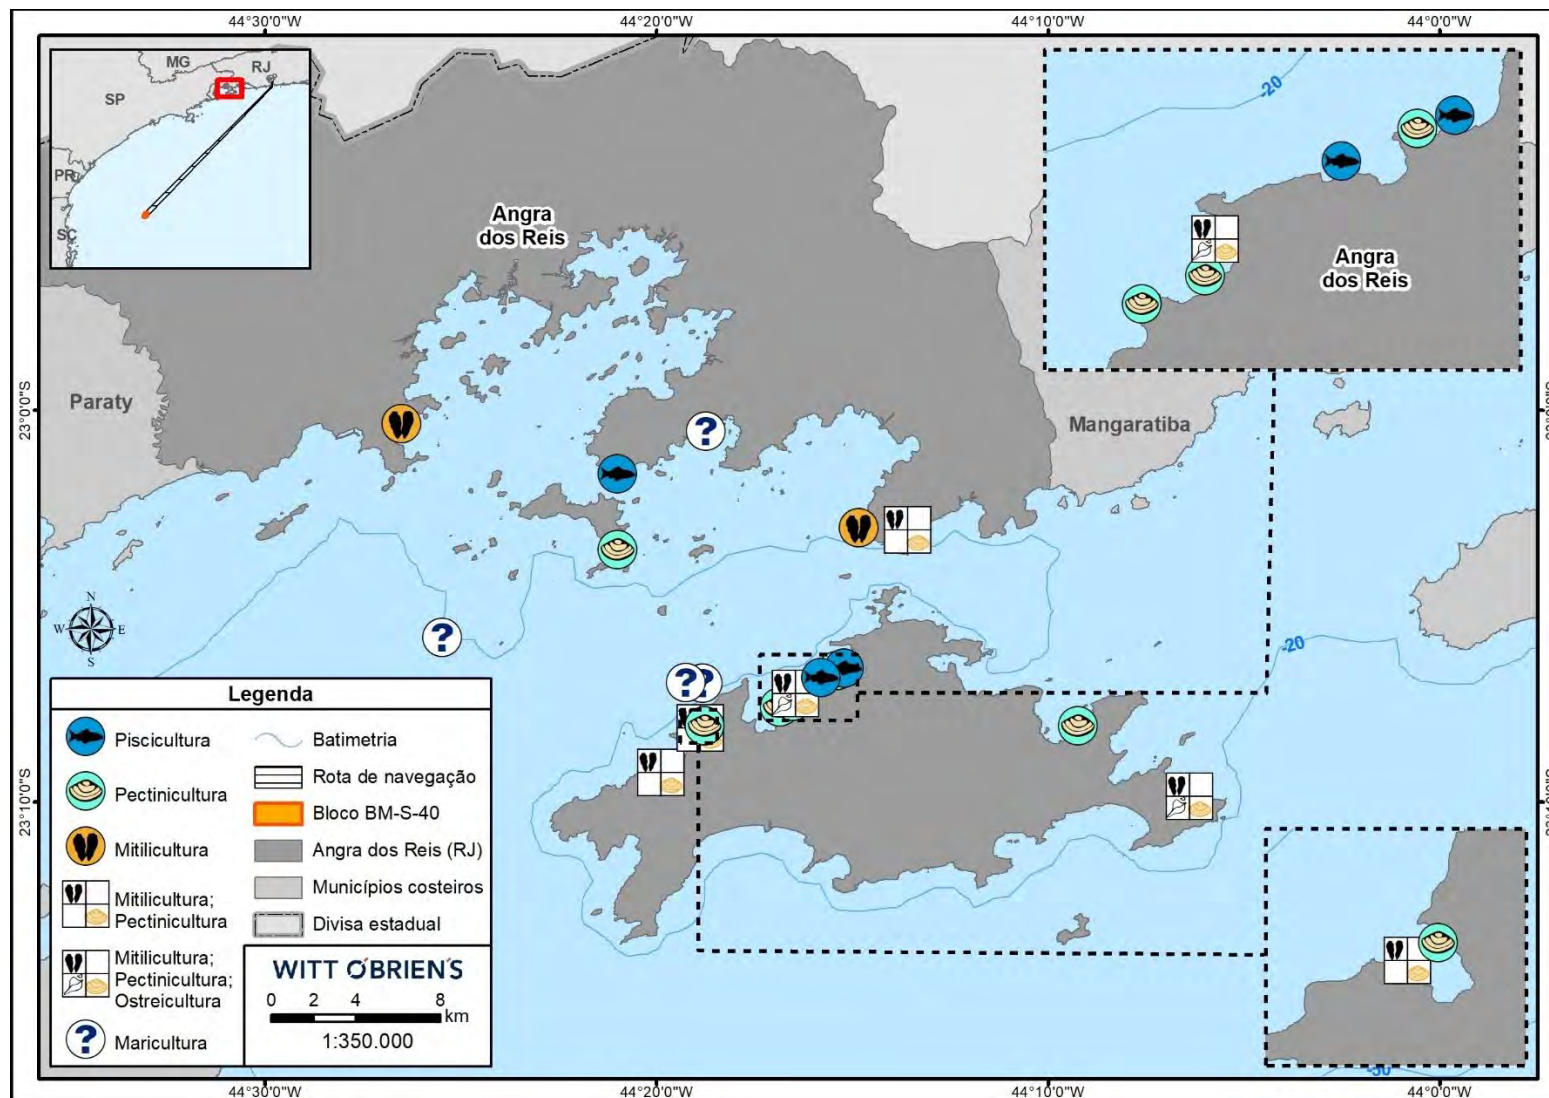 44°30'0"W
44°20'0"W
44°10'0"W
44°0'0"W
MG
RJ
SP
PR
SC
-20
Angra
dos Reis
Angra
dos Reis
23°0'0"S
Paraty
?
Mangaratiba
N
W
E
S
?
-20
? ?
Legenda
Piscicultura
Pectinicultura
Mitilicultura
Mitilicultura;
Pectinicultura
Mitilicultura;
Pectinicultura;
Ostreicultura
? Maricultura
Batimetria
Rota de navegação
Bloco BM-S-40
Angra dos Reis (RJ)
Municípios costeiros
Divisa estadual
WITT O'BRIEN'S
0 2 4 8
km
1:350.000
23°10'0"S
44°30'0"W
44°20'0"W
44°10'0"W
44°0'0"W